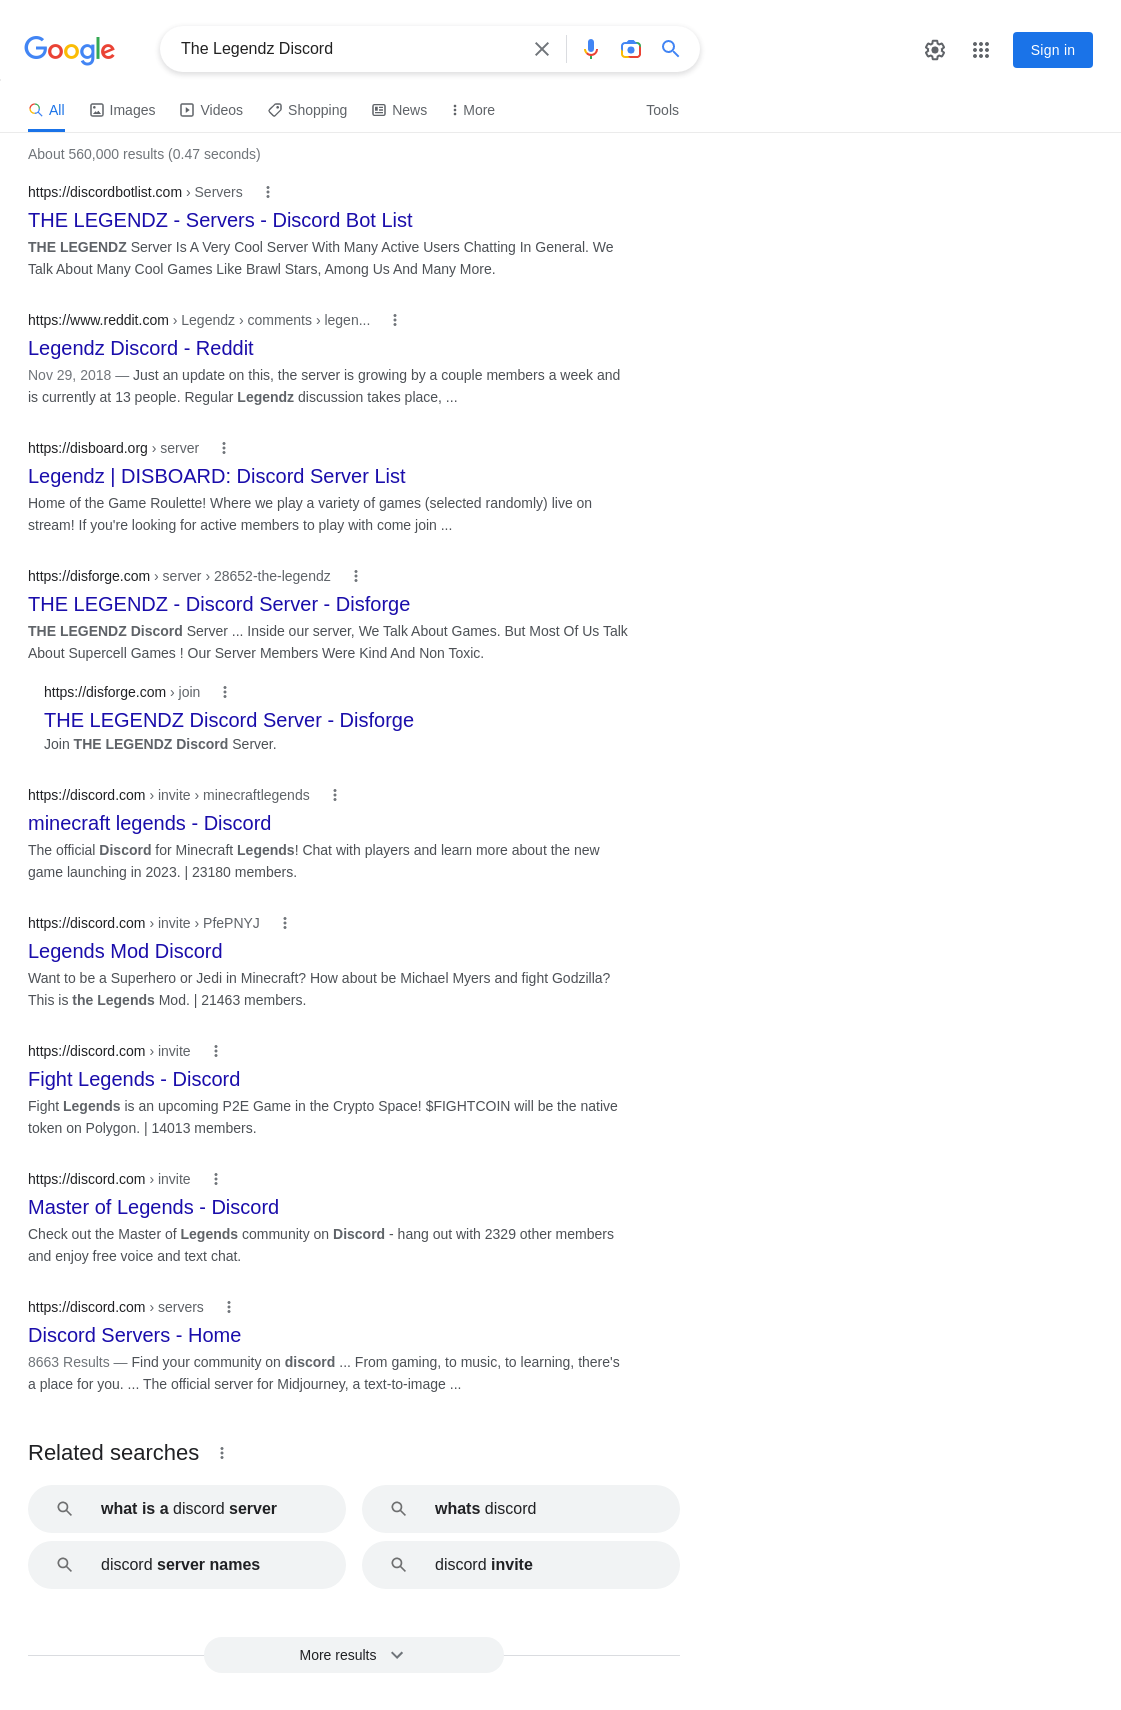 Google
The Legendz Discord
Sign in
All Images Videos Shopping News More Tools
About 560,000 results (0.47 seconds)
https://discordbotlist.com › Servers
THE LEGENDZ - Servers - Discord Bot List
THE LEGENDZ Server Is A Very Cool Server With Many Active Users Chatting In General. We
Talk About Many Cool Games Like Brawl Stars, Among Us And Many More.
https://www.reddit.com › Legendz › comments › legen...
Legendz Discord - Reddit
Nov 29, 2018 — Just an update on this, the server is growing by a couple members a week and
is currently at 13 people. Regular Legendz discussion takes place, ...
https://disboard.org › server
Legendz | DISBOARD: Discord Server List
Home of the Game Roulette! Where we play a variety of games (selected randomly) live on
stream! If you're looking for active members to play with come join ...
https://disforge.com › server › 28652-the-legendz
THE LEGENDZ - Discord Server - Disforge
THE LEGENDZ Discord Server ... Inside our server, We Talk About Games. But Most Of Us Talk
About Supercell Games ! Our Server Members Were Kind And Non Toxic.
https://disforge.com › join
THE LEGENDZ Discord Server - Disforge
Join THE LEGENDZ Discord Server.
https://discord.com › invite › minecraftlegends
minecraft legends - Discord
The official Discord for Minecraft Legends! Chat with players and learn more about the new
game launching in 2023. | 23180 members.
https://discord.com › invite › PfePNYJ
Legends Mod Discord
Want to be a Superhero or Jedi in Minecraft? How about be Michael Myers and fight Godzilla?
This is the Legends Mod. | 21463 members.
https://discord.com › invite
Fight Legends - Discord
Fight Legends is an upcoming P2E Game in the Crypto Space! $FIGHTCOIN will be the native
token on Polygon. | 14013 members.
https://discord.com › invite
Master of Legends - Discord
Check out the Master of Legends community on Discord - hang out with 2329 other members
and enjoy free voice and text chat.
https://discord.com › servers
Discord Servers - Home
8663 Results — Find your community on discord ... From gaming, to music, to learning, there's
a place for you. ... The official server for Midjourney, a text-to-image ...
Related searches
what is a discord server
whats discord
discord server names
discord invite
More results